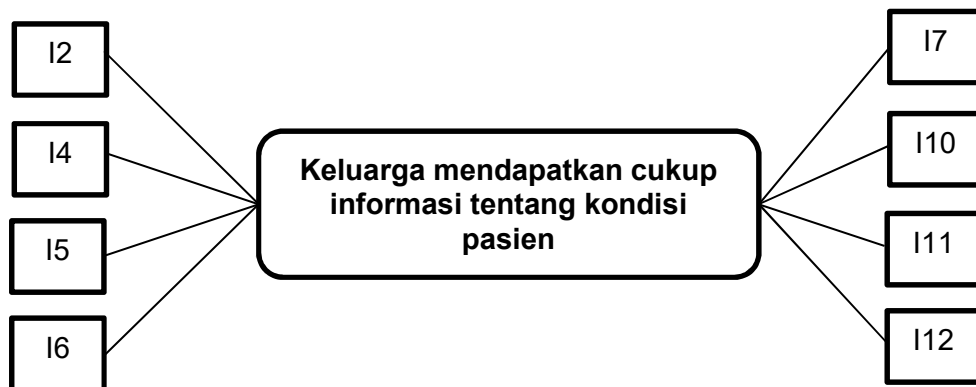 I2
I4
I5
I6
Keluarga mendapatkan cukup
informasi tentang kondisi
pasien
I7
I10
I11
I12